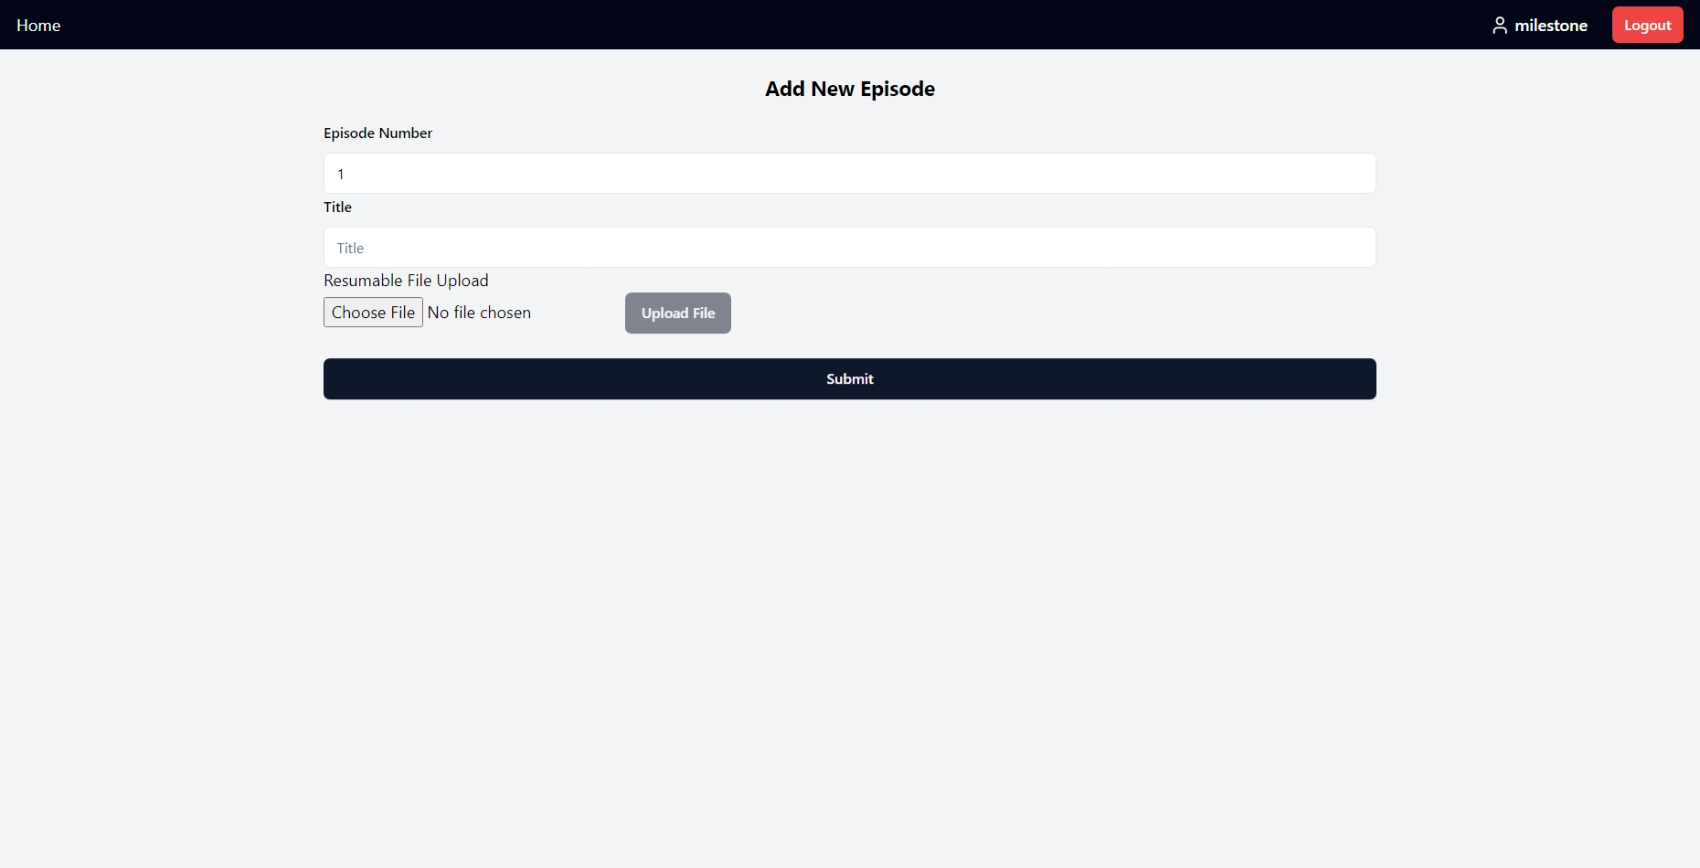 Home
milestone
Logout
Add New Episode
Episode Number
1
Title
Title
Resumable File Upload
Choose File No file chosen
Upload File
Submit